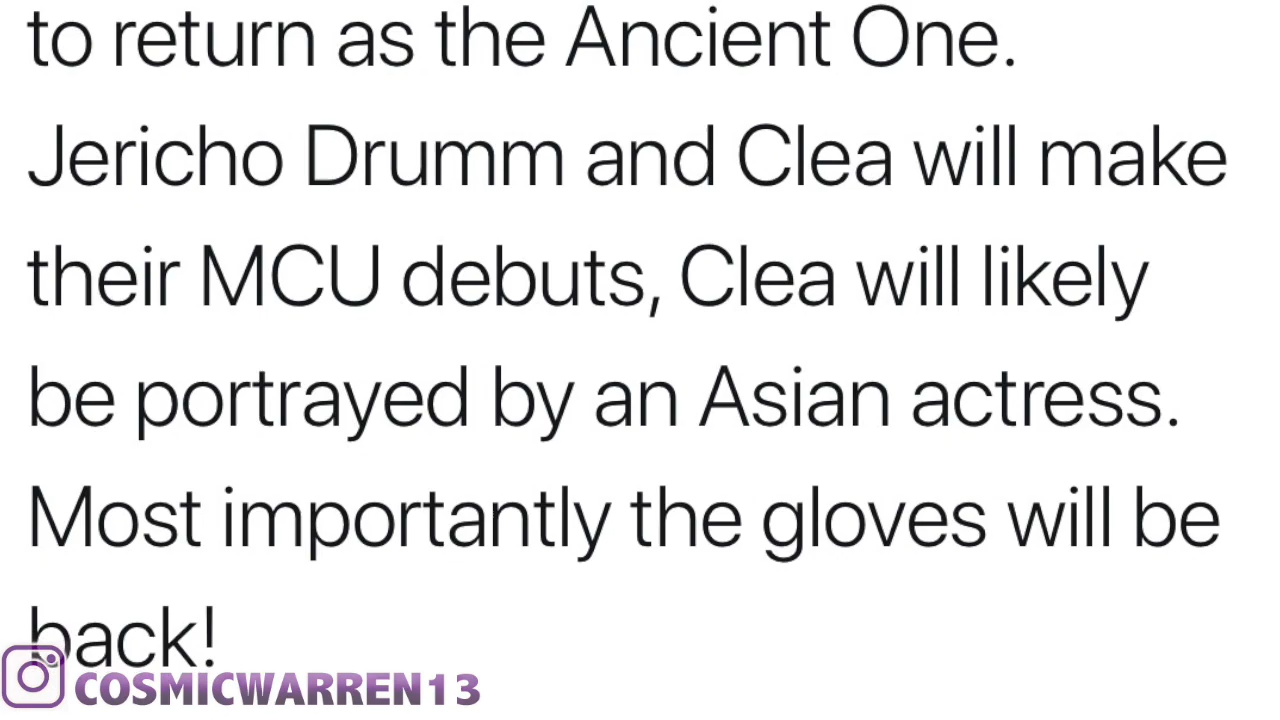 to return as the Ancient One.
Jericho Drumm and Clea will make
their MCU debuts, Clea will likely
be portrayed by an Asian actress.
Most importantly the gloves will be
back!
COSMICWARREN13